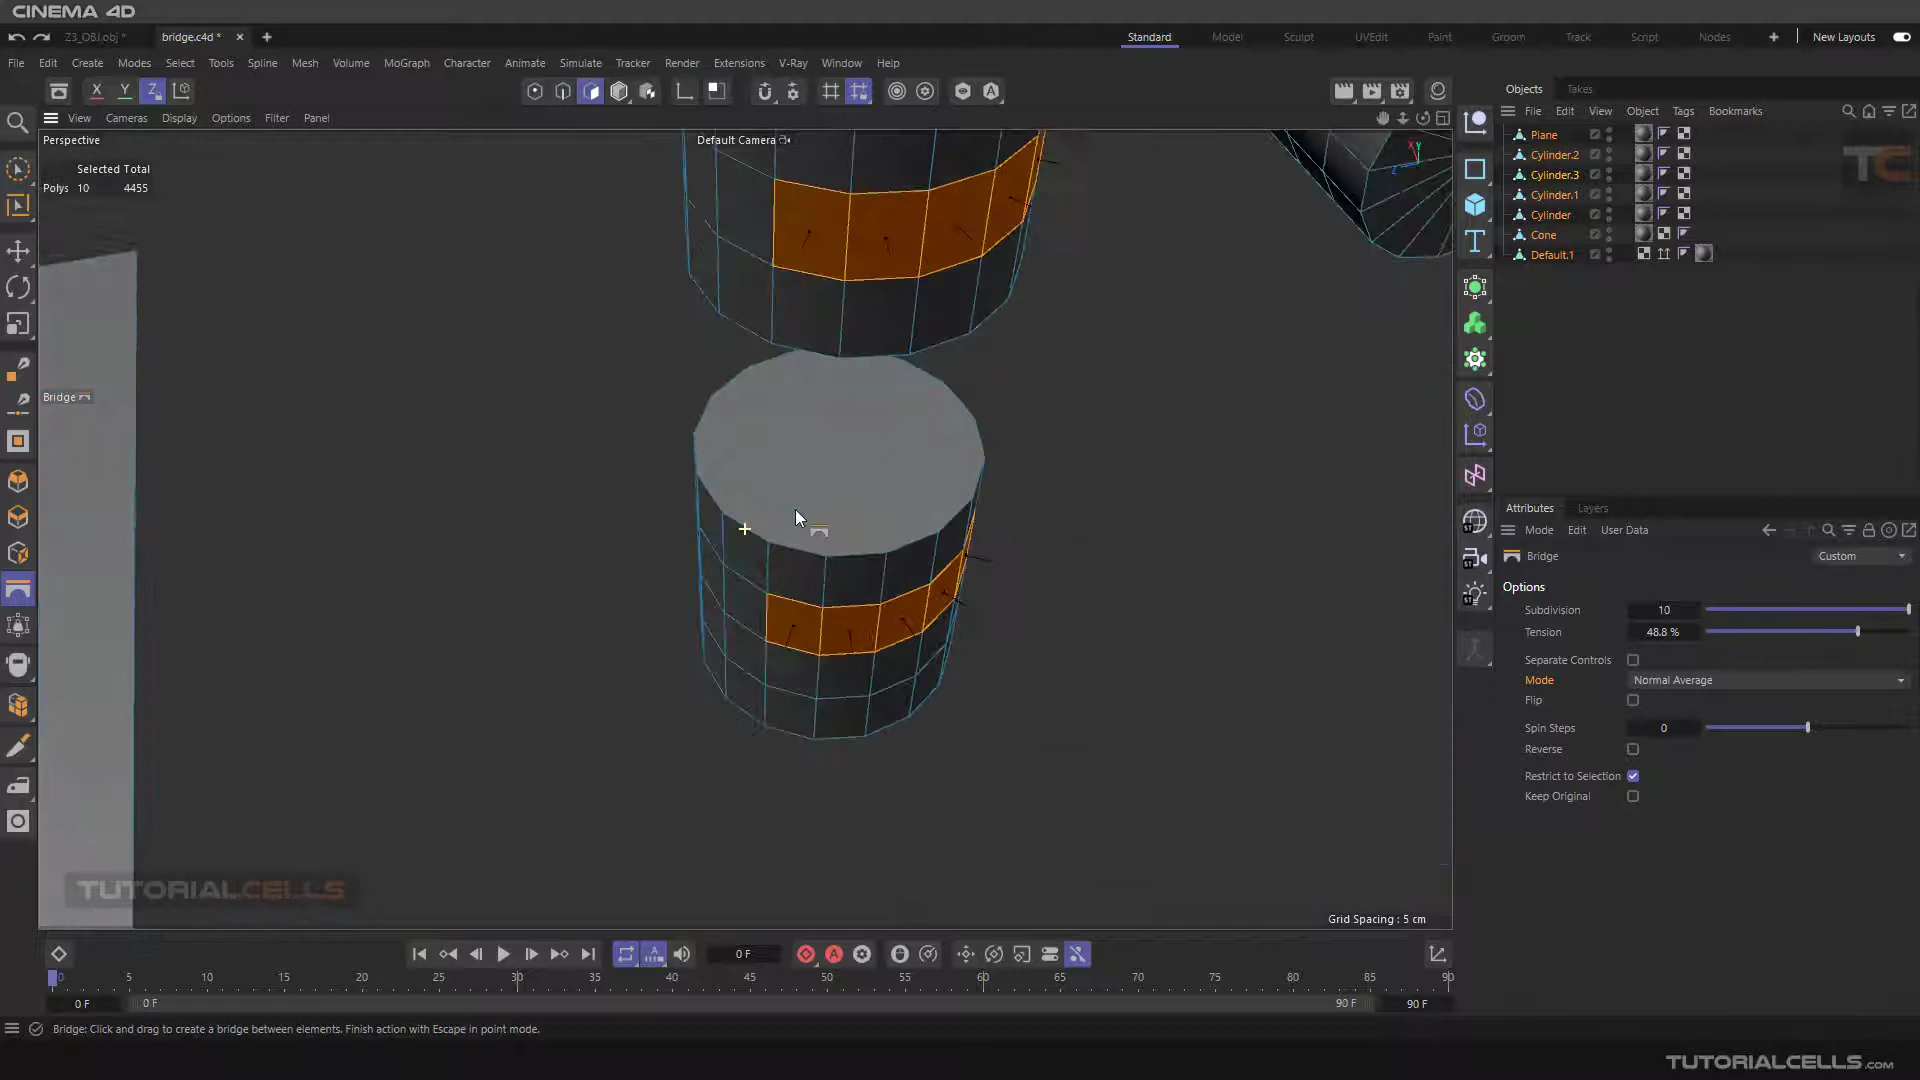 CINEMA 4D
Z3_OBJ.obj *
bridge.c4d *
Standard
Model
Sculpt
UVEdit
Paint
Groom
Track
Script
Nodes
New Layouts
File Edit Create Modes Select Tools Spline Mesh Volume MoGraph Character Animate Simulate Tracker Render Extensions V-Ray Window Help
X Y Z
Objects
Takes
View Cameras Display Options Filter Panel
File Edit View Object Tags Bookmarks
Perspective
Default Camera
Selected Total
Polys 10 4455
Plane
Cylinder.2
Cylinder.3
Cylinder.1
Cylinder
Cone
Default.1
TC
Bridge
Attributes
Layers
Mode Edit User Data
Bridge
Custom
Options
Subdivision 10
Tension 48.8 %
Separate Controls
Mode Normal Average
Flip
Spin Steps 0
Reverse
Restrict to Selection
Keep Original
TUTORIALCELLS
Grid Spacing : 5 cm
0 F
0 5 10 15 20 25 30 35 40 45 50 55 60 65 70 75 80 85 90
0 F
0 F
90 F
90 F
Bridge: Click and drag to create a bridge between elements. Finish action with Escape in point mode.
TUTORIALCELLS.com